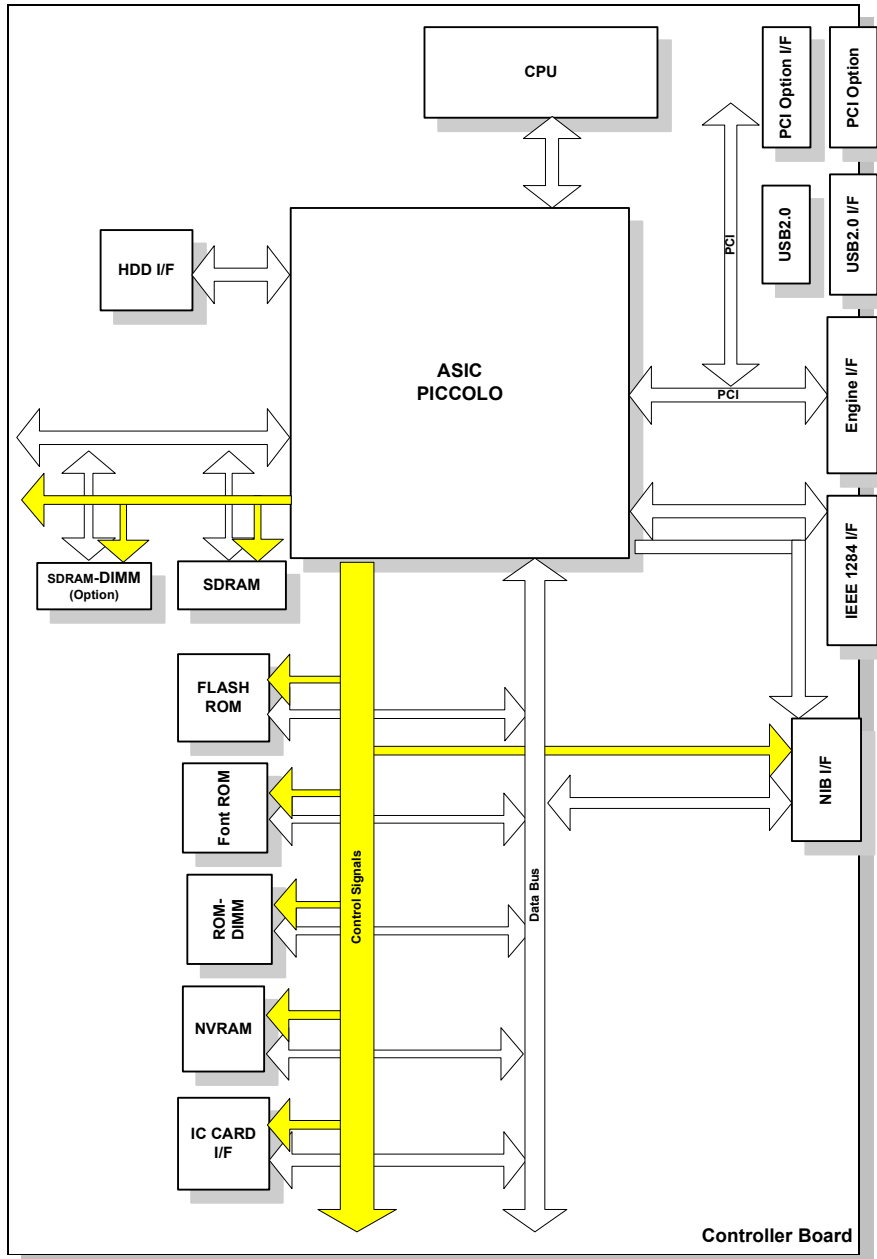 CPU
PCI Option I/F
PCI Option
USB2.0
USB2.0 I/F
PCI
HDD I/F
ASIC
PICCOLO
PCI
Engine I/F
IEEE 1284 I/F
SDRAM-DIMM
(Option)
SDRAM
FLASH
ROM
NIB I/F
Font ROM
Control Signals
Data Bus
ROM-
DIMM
NVRAM
IC CARD
I/F
Controller Board